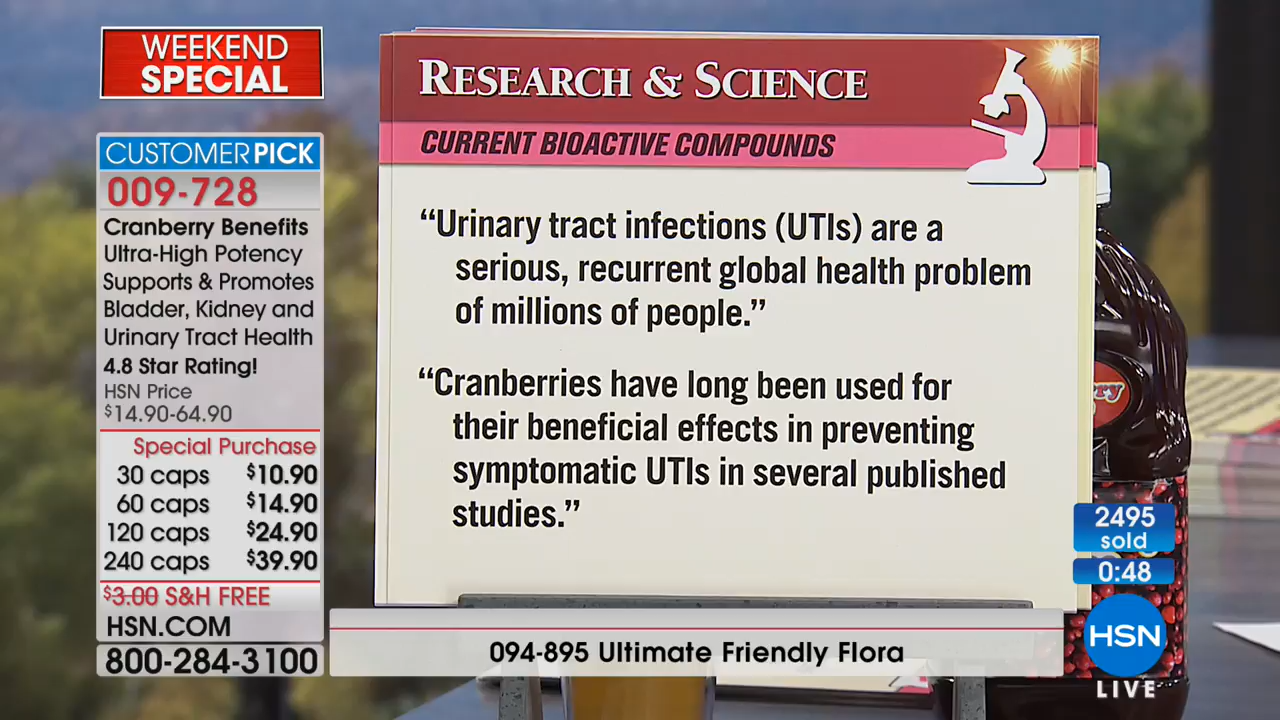 WEEKEND
SPECIAL
CUSTOMER PICK
009-728
Cranberry Benefits
Ultra-High Potency
Supports & Promotes
Bladder, Kidney and
Urinary Tract Health
4.8 Star Rating!
HSN Price
$14.90-64.90
Special Purchase
30 caps $10.90
60 caps $14.90
120 caps $24.90
240 caps $39.90
$3.00 S&H FREE
HSN.COM
800-284-3100
RESEARCH & SCIENCE
CURRENT BIOACTIVE COMPOUNDS
“Urinary tract infections (UTIs) are a
serious, recurrent global health problem
of millions of people.”
“Cranberries have long been used for
their beneficial effects in preventing
symptomatic UTIs in several published
studies.”
2495
sold
0:48
HSN
LIVE
094-895 Ultimate Friendly Flora